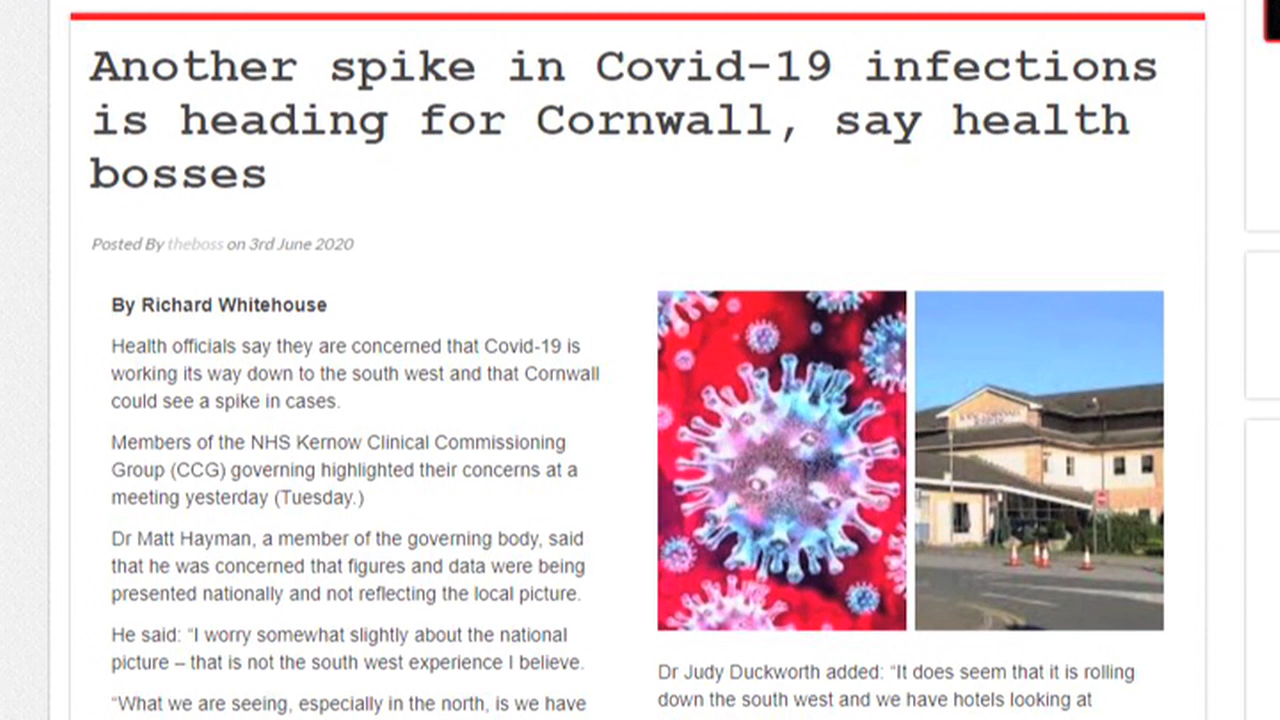 Another spike in Covid-19 infections
is heading for Cornwall, say health
bosses
Posted By theboss on 3rd June 2020
By Richard Whitehouse
Health officials say they are concerned that Covid-19 is
working its way down to the south west and that Cornwall
could see a spike in cases.
Members of the NHS Kernow Clinical Commissioning
Group (CCG) governing highlighted their concerns at a
meeting yesterday (Tuesday.)
Dr Matt Hayman, a member of the governing body, said
that he was concerned that figures and data were being
presented nationally and not reflecting the local picture.
He said: “I worry somewhat slightly about the national
picture – that is not the south west experience I believe.
“What we are seeing, especially in the north, is we have
Dr Judy Duckworth added: “It does seem that it is rolling
down the south west and we have hotels looking at